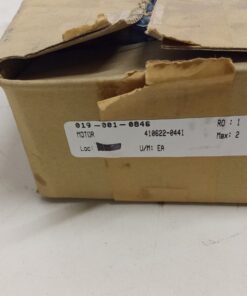 019-001-0846 RO: 1
MOTOR 410622-0441 Max: 2
Loc: U/M: EA